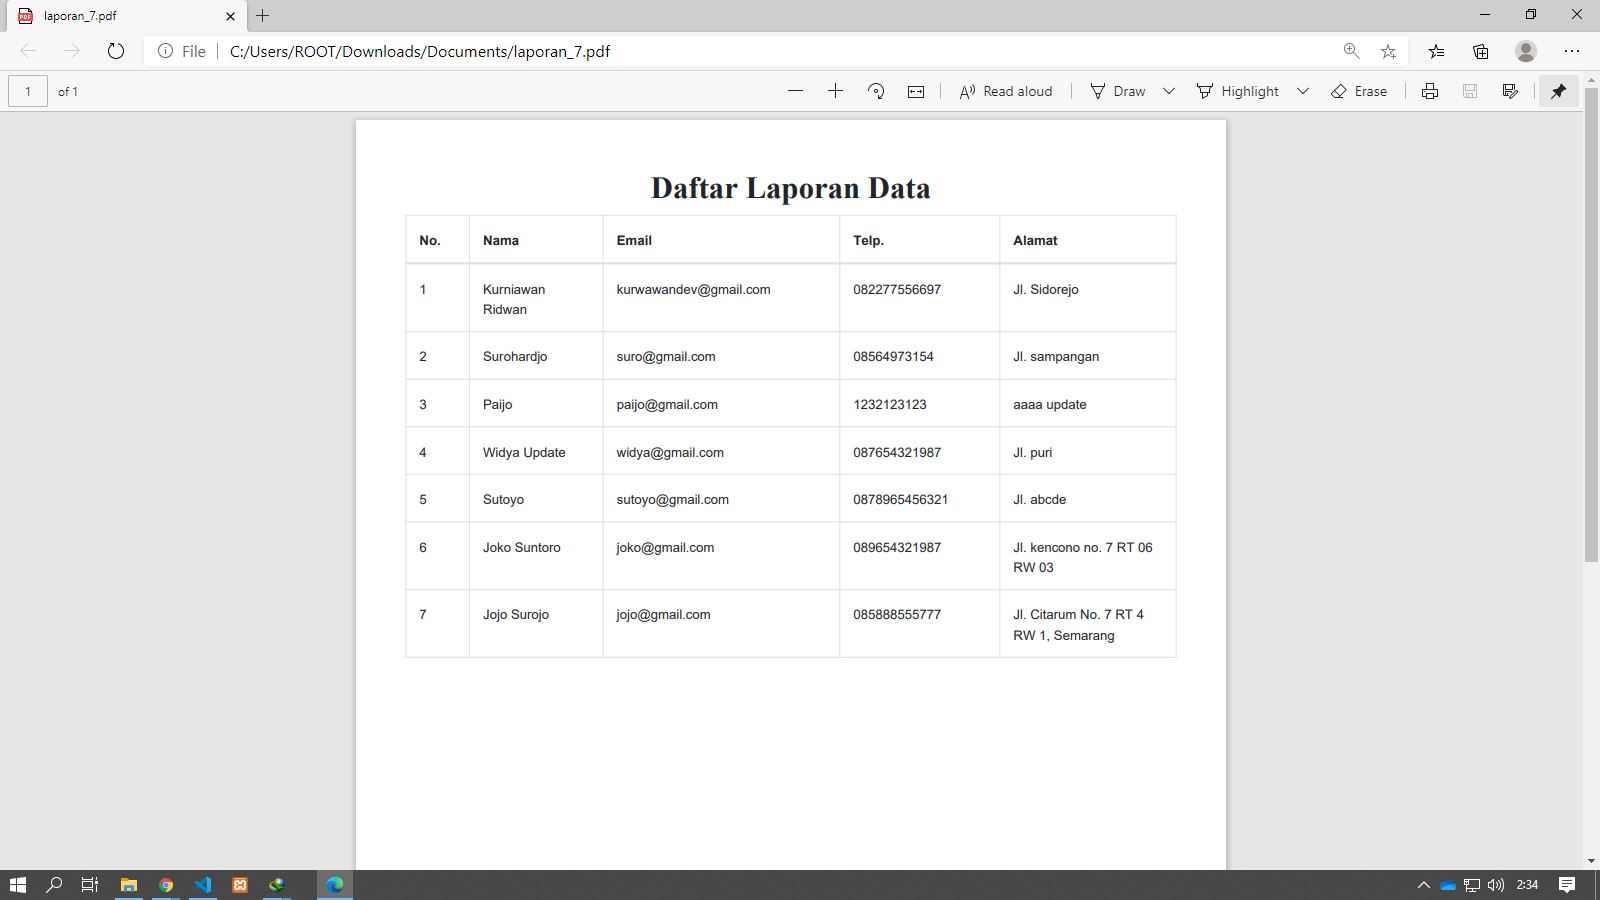 laporan_7.pdf
File C:/Users/ROOT/Downloads/Documents/laporan_7.pdf
1 of 1 Read aloud Draw Highlight Erase
Daftar Laporan Data
No. Nama Email Telp. Alamat
1 Kurniawan kurwawandev@gmail.com 082277556697 Jl. Sidorejo
Ridwan
2 Surohardjo suro@gmail.com 08564973154 Jl. sampangan
3 Paijo paijo@gmail.com 1232123123 aaaa update
4 Widya Update widya@gmail.com 087654321987 Jl. puri
5 Sutoyo sutoyo@gmail.com 0878965456321 Jl. abcde
6 Joko Suntoro joko@gmail.com 089654321987 Jl. kencono no. 7 RT 06
RW 03
7 Jojo Surojo jojo@gmail.com 085888555777 Jl. Citarum No. 7 RT 4
RW 1, Semarang
2:34